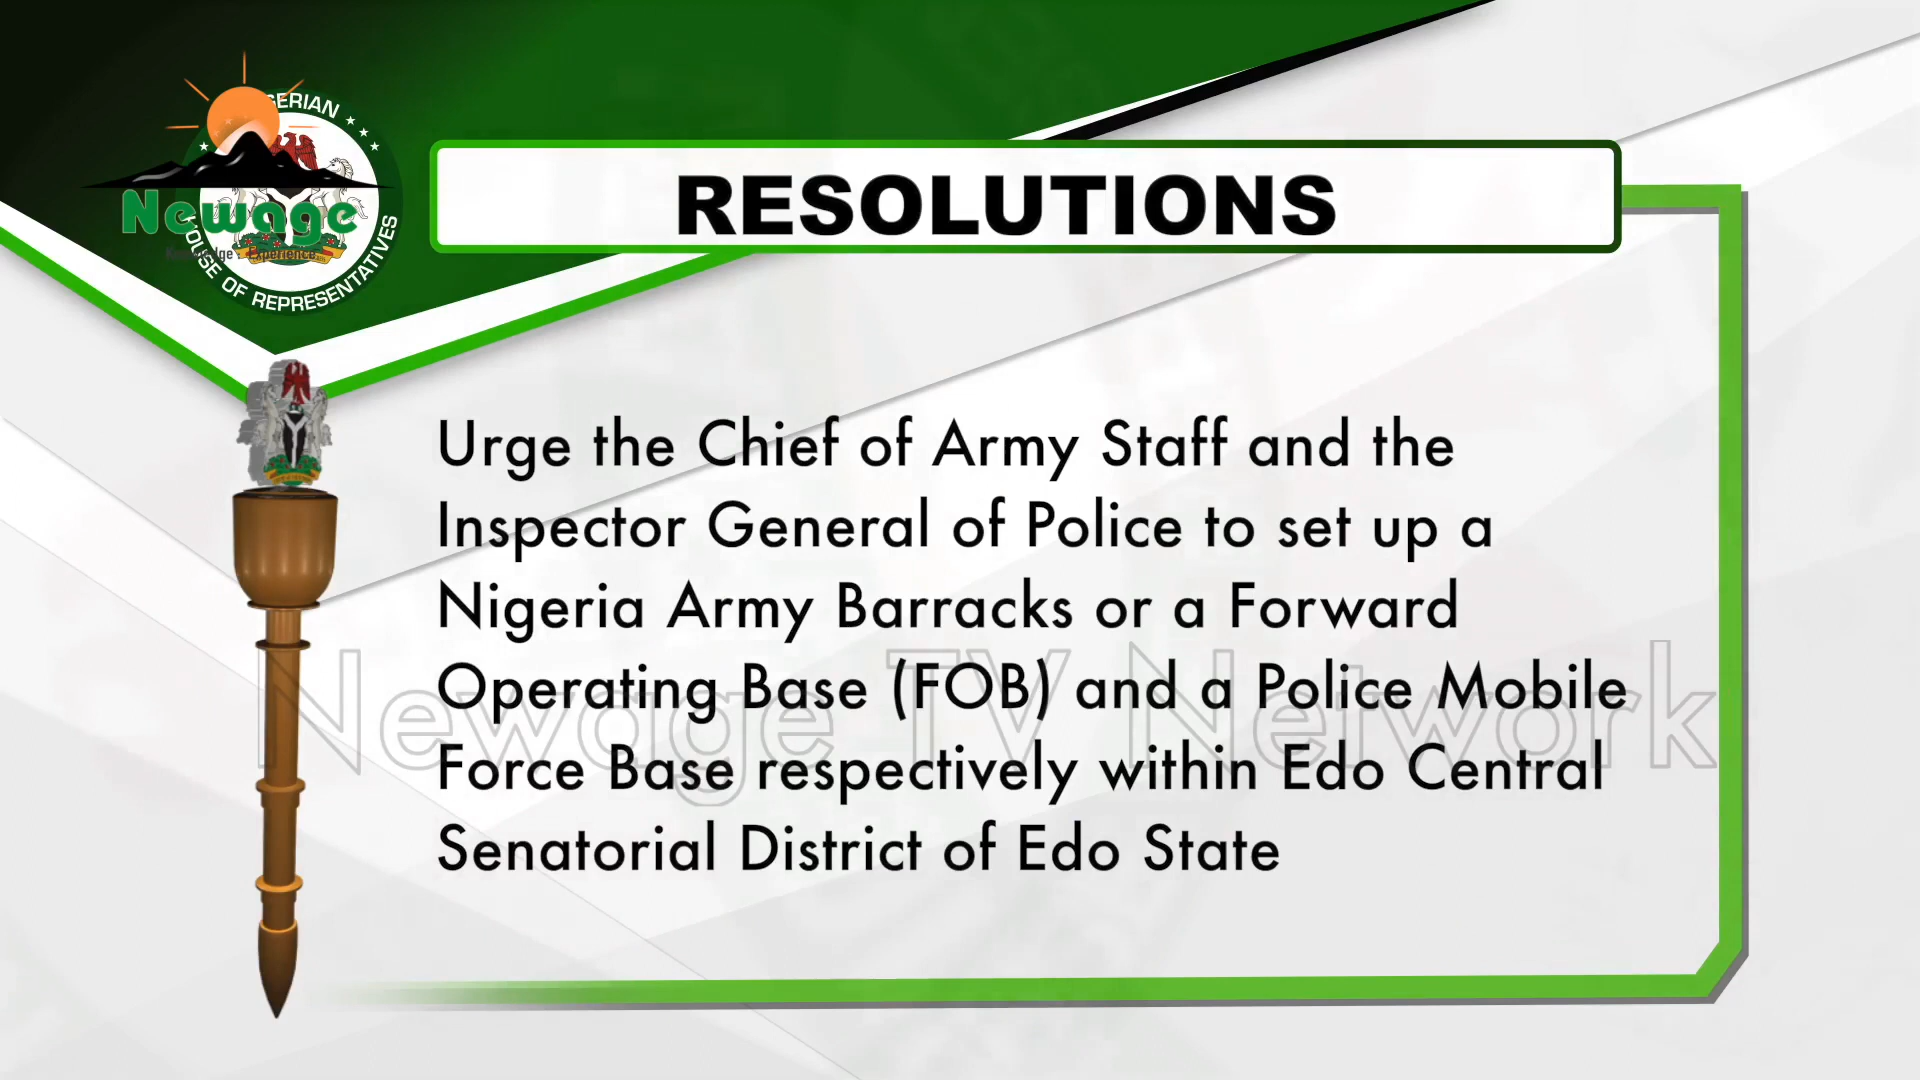 NIGERIAN
Newage
Knowledge : Experience
HOUSE OF REPRESENTATIVES
RESOLUTIONS
Urge the Chief of Army Staff and the
Inspector General of Police to set up a
Nigeria Army Barracks or a Forward
Operating Base (FOB) and a Police Mobile
Force Base respectively within Edo Central
Senatorial District of Edo State
Newage TV Network